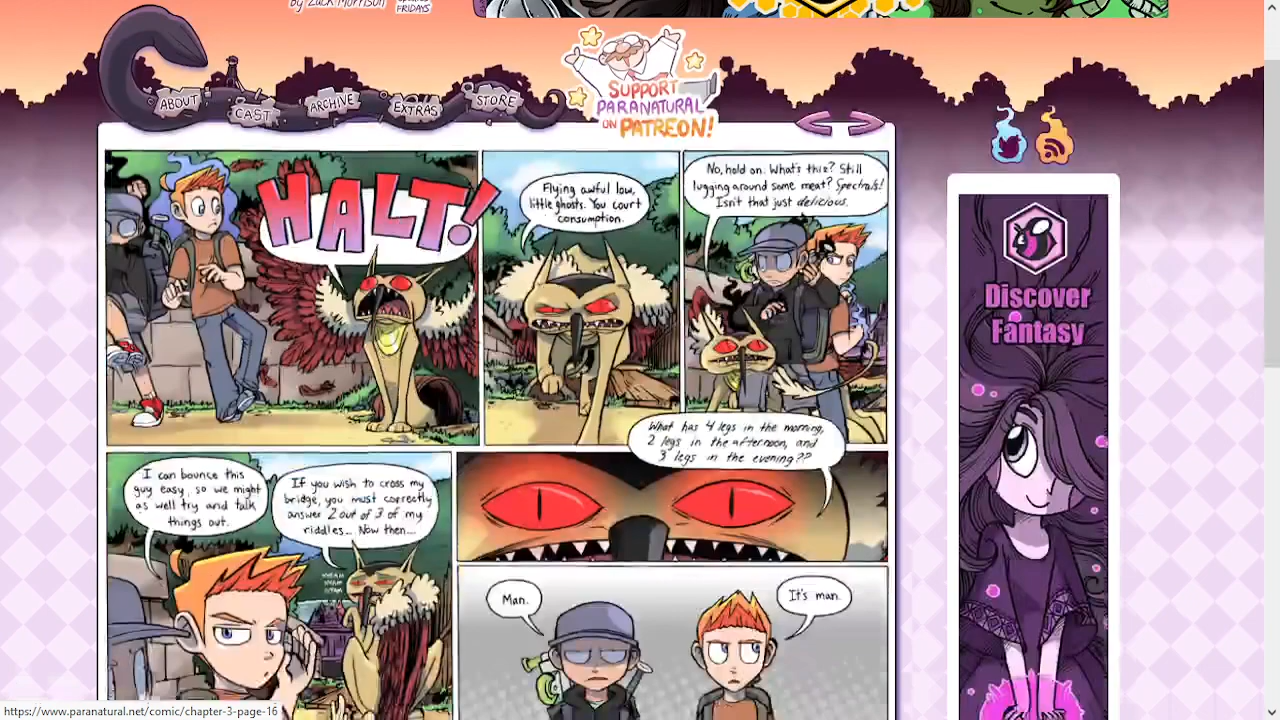 by Zack Morrison
FRIDAYS
ABOUT
CAST
ARCHIVE
EXTRAS
STORE
SUPPORT
PARANATURAL
ON PATREON!
HALT!
Flying awful low,
little ghosts. You court
consumption.
No, hold on. What's this? Still
lugging around some meat? Spectrals!
Isn't that just delicious.
What has 4 legs in the morning,
2 legs in the afternoon, and
3 legs in the evening??
I can bounce this
guy easy, so we might
as well try and talk
things out.
If you wish to cross my
bridge, you must correctly
answer 2 out of 3 of my
riddles... Now then...
Man.
It's man.
Discover
Fantasy
https://www.paranatural.net/comic/chapter-3-page-16